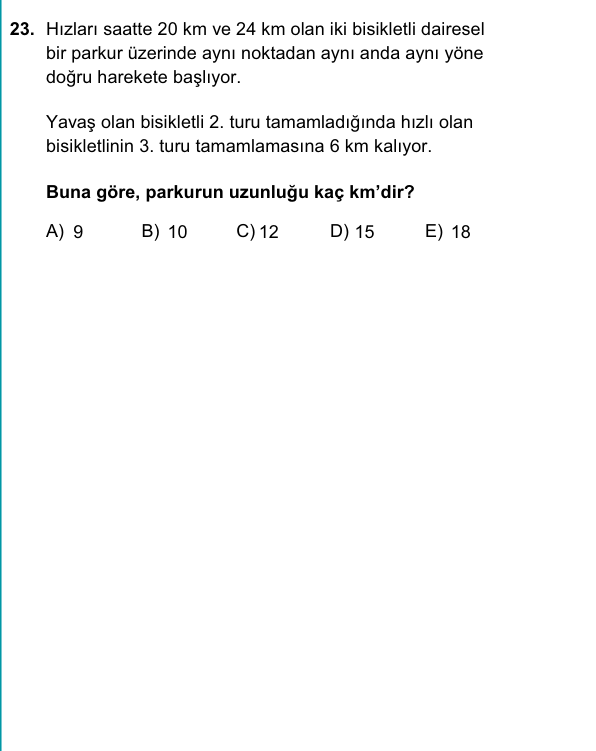 23. Hızları saatte 20 km ve 24 km olan iki bisikletli dairesel
bir parkur üzerinde aynı noktadan aynı anda aynı yöne
doğru harekete başlıyor.
Yavaş olan bisikletli 2. turu tamamladığında hızlı olan
bisikletlinin 3. turu tamamlamasına 6 km kalıyor.
Buna göre, parkurun uzunluğu kaç km’dir?
A) 9 B) 10 C) 12 D) 15 E) 18